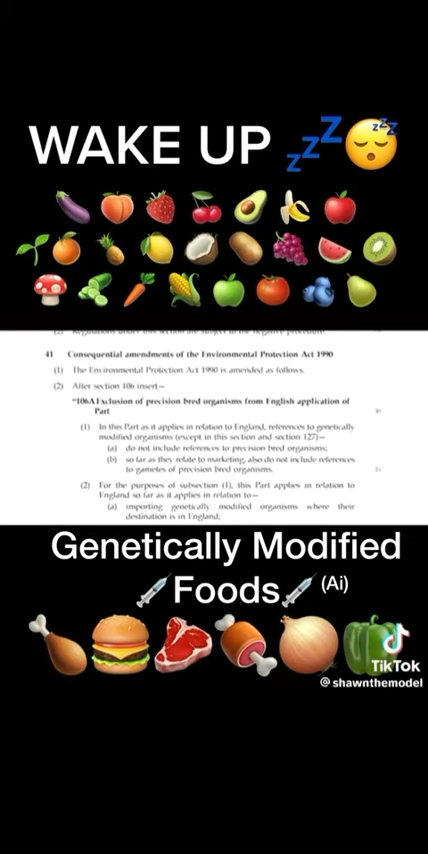 WAKE UP
41 Consequential amendments of the Environmental Protection Act 1990
(1) The Environmental Protection Act 1990 is amended as follows.
(2) After section 106 insert—
"106A Exclusion of precision bred organisms from English application of
Part
(1) In this Part as it applies in relation to England, references to genetically
modified organisms (except in this section and section 127)—
(a) do not include references to precision bred organisms;
(b) so far as they relate to marketing, also do not include references
to gametes of precision bred organisms.
(2) For the purposes of subsection (1), this Part applies in relation to
England so far as it applies in relation to—
(a) importing genetically modified organisms where their
destination is in England;
Genetically Modified
Foods (Ai)
TikTok
@shawnthemodel